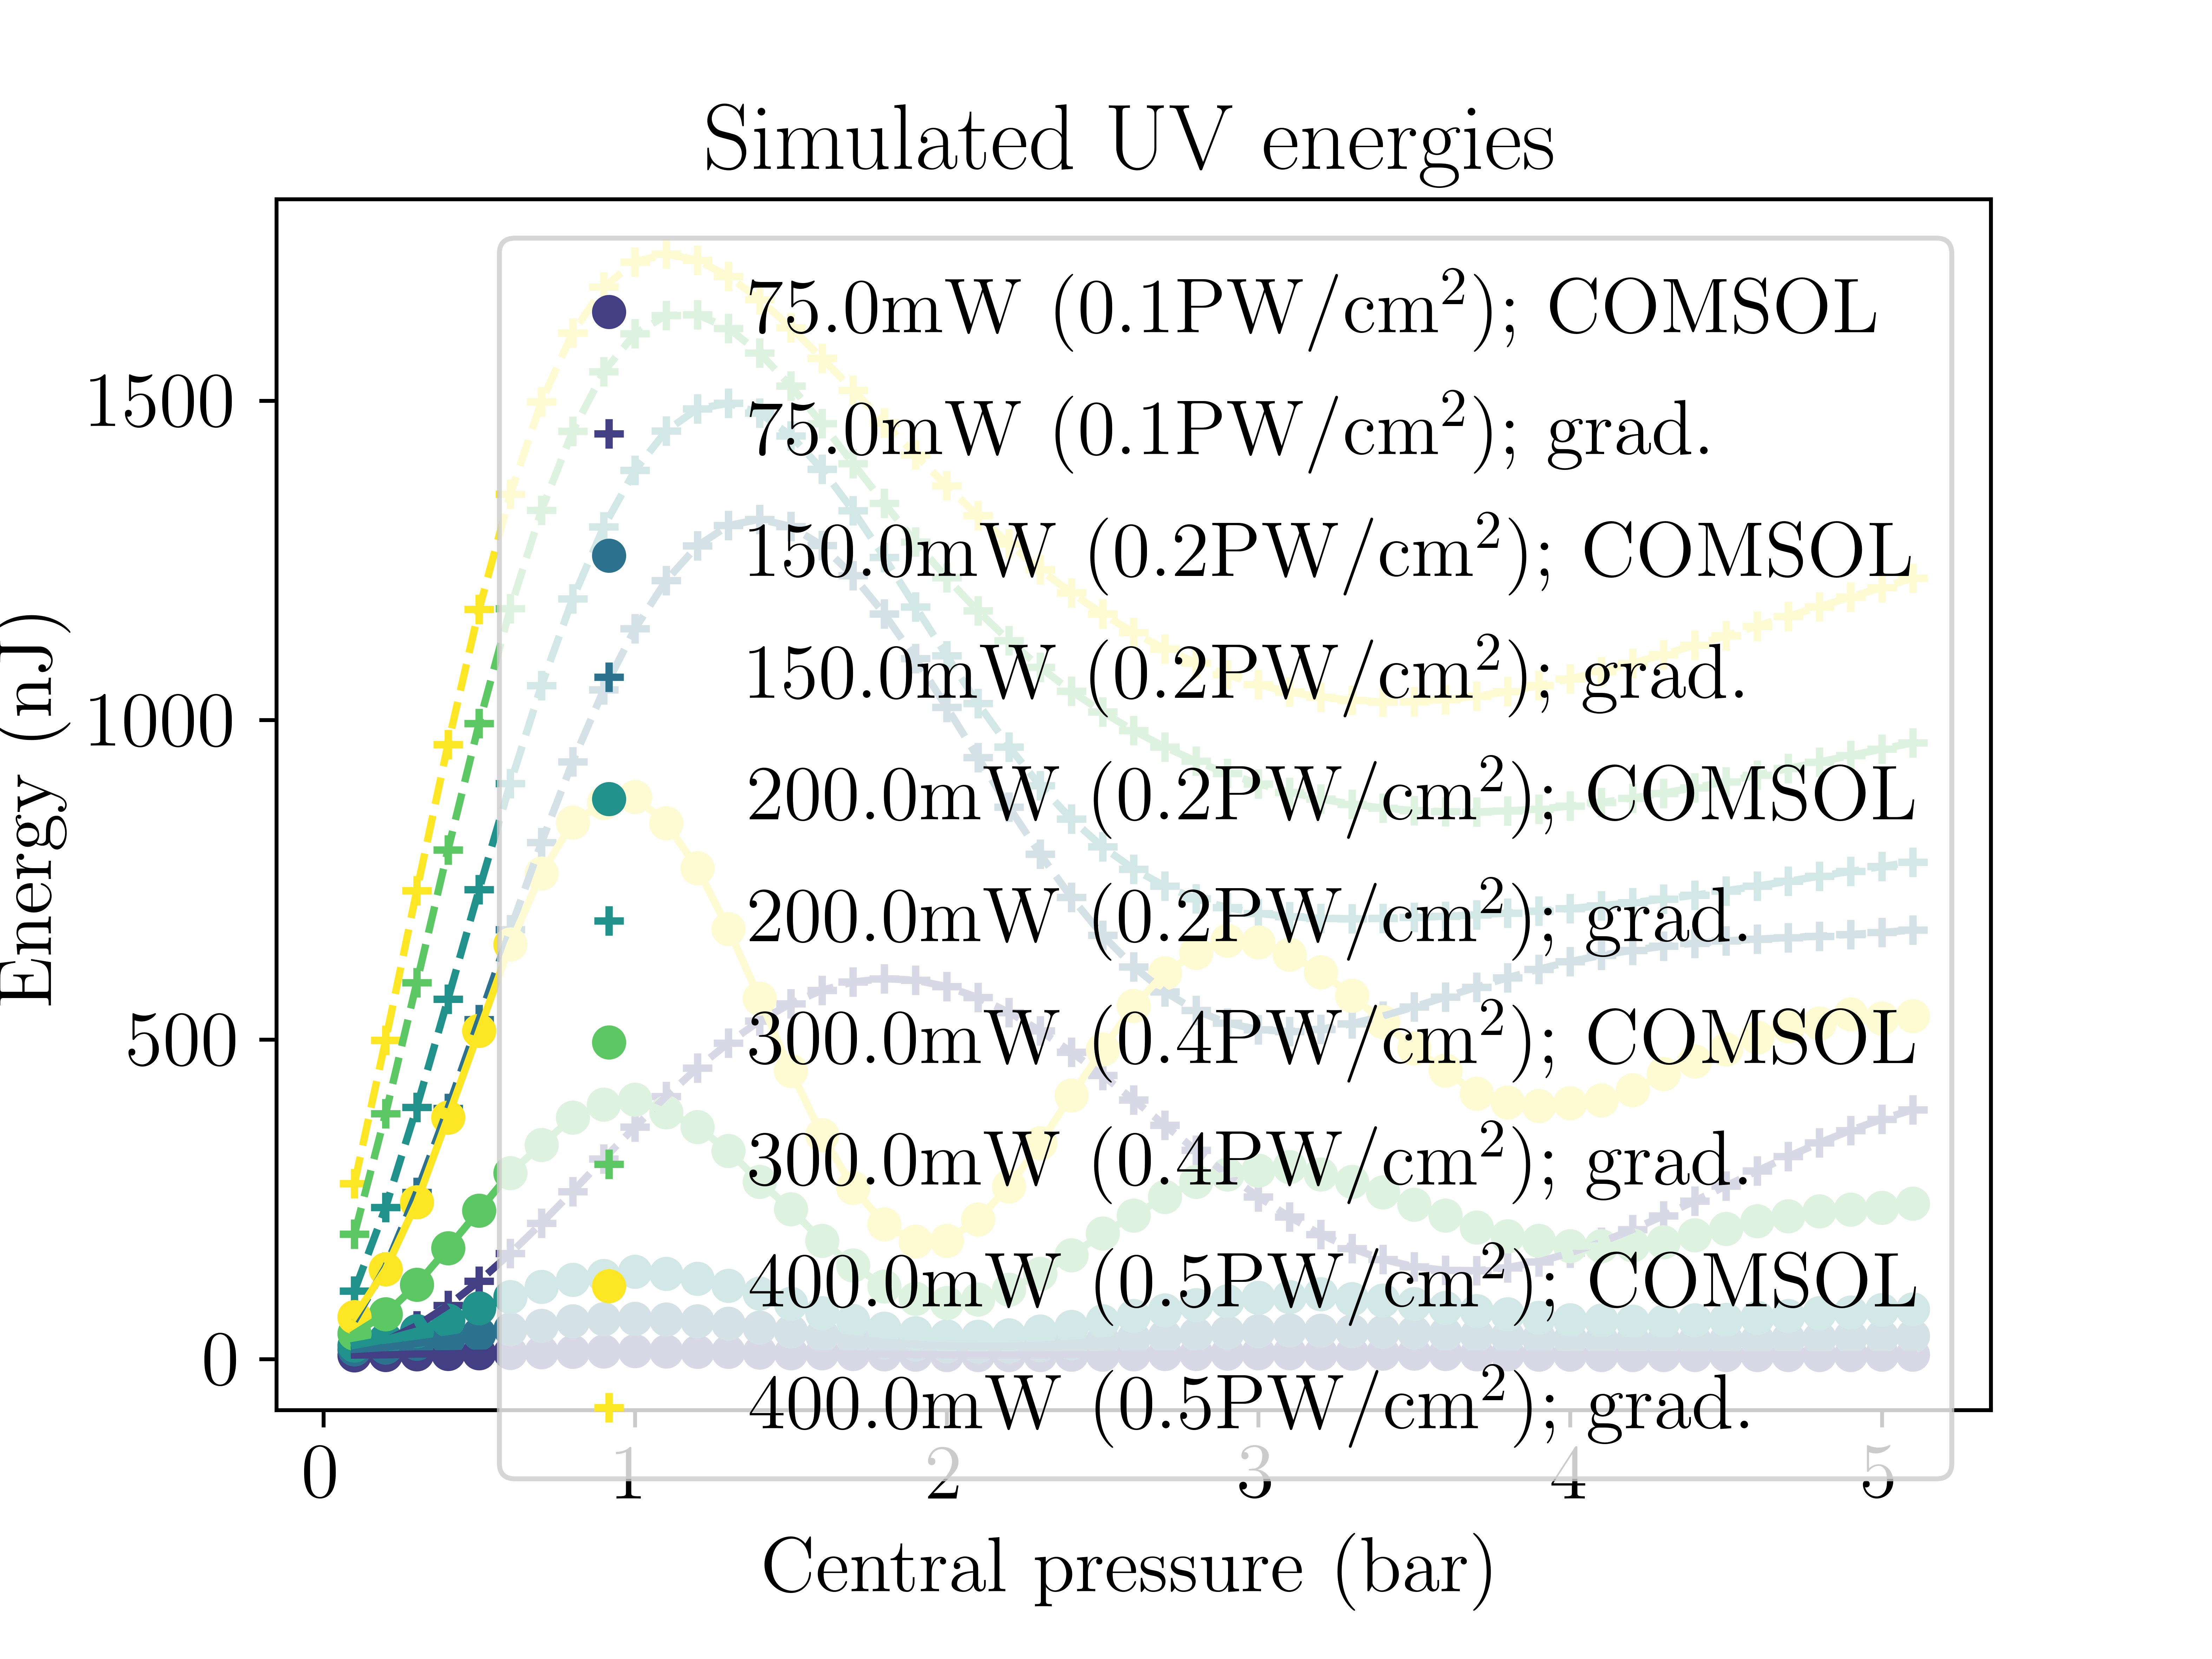 Simulated UV energies
1500
1000
500
0
Energy (nJ)
75.0mW (0.1PW/cm²); COMSOL
75.0mW (0.1PW/cm²); grad.
150.0mW (0.2PW/cm²); COMSOL
150.0mW (0.2PW/cm²); grad.
200.0mW (0.2PW/cm²); COMSOL
200.0mW (0.2PW/cm²); grad.
300.0mW (0.4PW/cm²); COMSOL
300.0mW (0.4PW/cm²); grad.
400.0mW (0.5PW/cm²); COMSOL
400.0mW (0.5PW/cm²); grad.
0 1 2 3 4 5
Central pressure (bar)